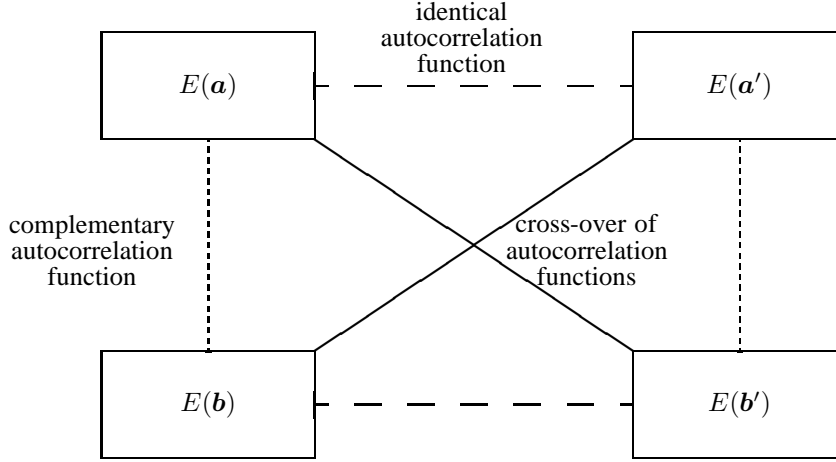 identical
autocorrelation
function
E(a)
E(a′)
complementary
autocorrelation
function
cross-over of
autocorrelation
functions
E(b)
E(b′)